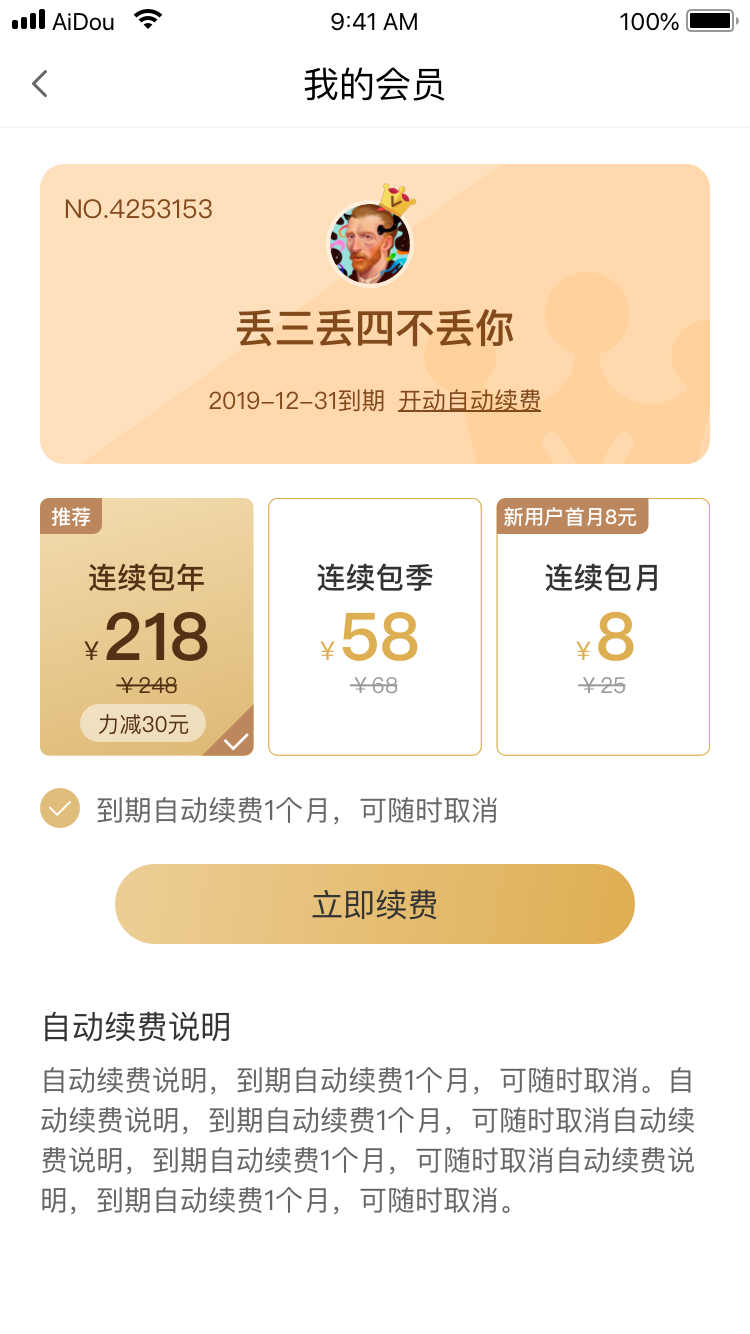 AiDou 9:41 AM 100%
我的会员
NO.4253153
丢三丢四不丢你
2019-12-31到期 开动自动续费
推荐
新用户首月8元
连续包年
¥218
¥248
力减30元
连续包季
¥58
¥68
连续包月
¥8
¥25
到期自动续费1个月，可随时取消
立即续费
自动续费说明
自动续费说明，到期自动续费1个月，可随时取消。自
动续费说明，到期自动续费1个月，可随时取消自动续
费说明，到期自动续费1个月，可随时取消自动续费说
明，到期自动续费1个月，可随时取消。